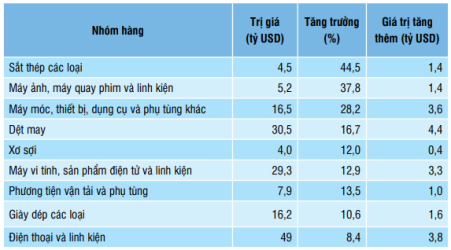 Nhóm hàng Trị giá (tỷ USD) Tăng trưởng (%) Giá trị tăng thêm (tỷ USD)
Sắt thép các loại 4,5 44,5 1,4
Máy ảnh, máy quay phim và linh kiện 5,2 37,8 1,4
Máy móc, thiết bị, dụng cụ và phụ tùng khác 16,5 28,2 3,6
Dệt may 30,5 16,7 4,4
Xơ sợi 4,0 12,0 0,4
Máy vi tính, sản phẩm điện tử và linh kiện 29,3 12,9 3,3
Phương tiện vận tải và phụ tùng 7,9 13,5 1,0
Giày dép các loại 16,2 10,6 1,6
Điện thoại và linh kiện 49 8,4 3,8